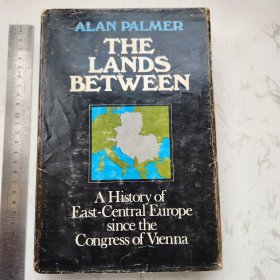 ALAN PALMER
THE
LANDS
BETWEEN
A History of
East-Central Europe
since the
Congress of Vienna